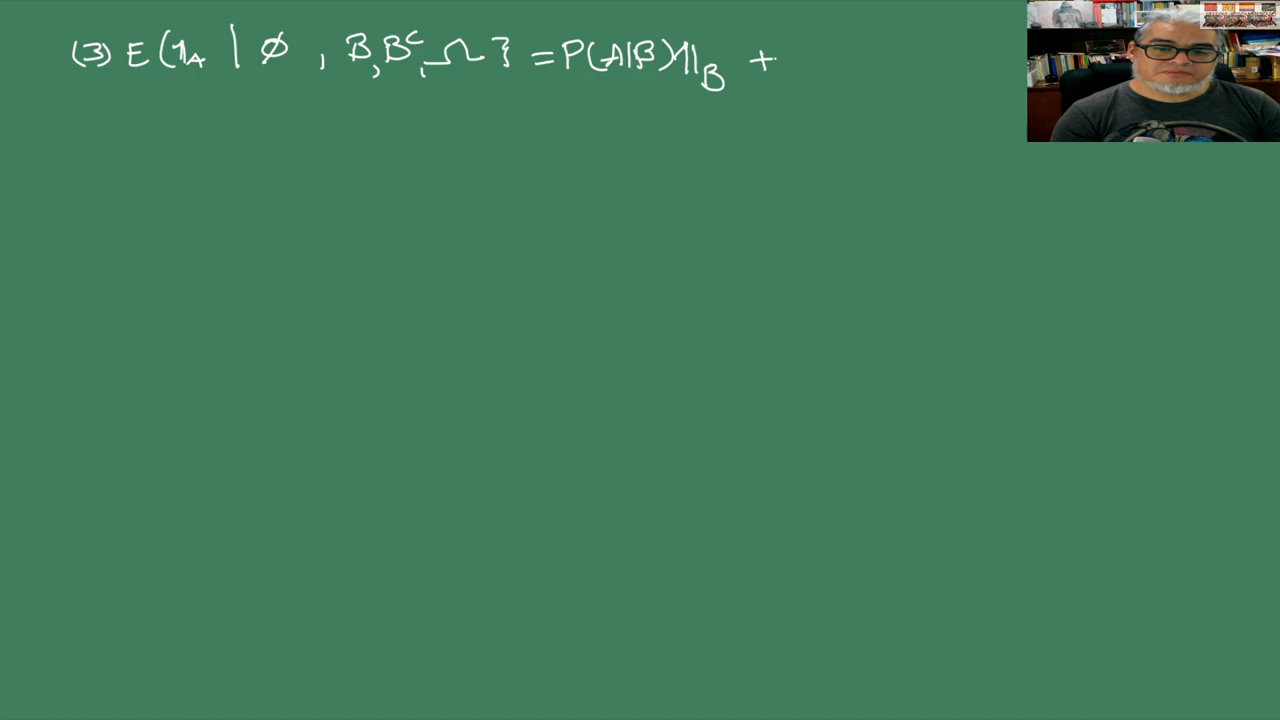 (3) E(1_A | ∅ , B, B^C, Ω } = P(A|B) 1_B +